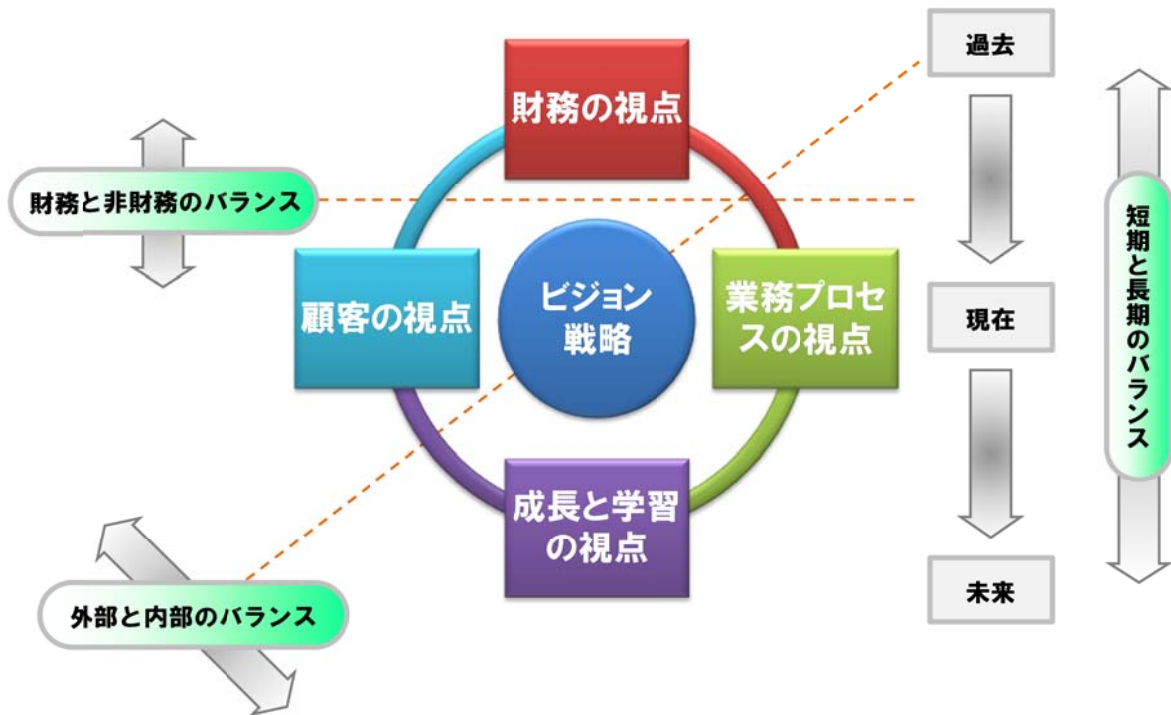 過去
財務の視点
財務と非財務のバランス
顧客の視点
ビジョン
戦略
業務プロセ
スの視点
現在
短期と長期のバランス
成長と学習
の視点
未来
外部と内部のバランス